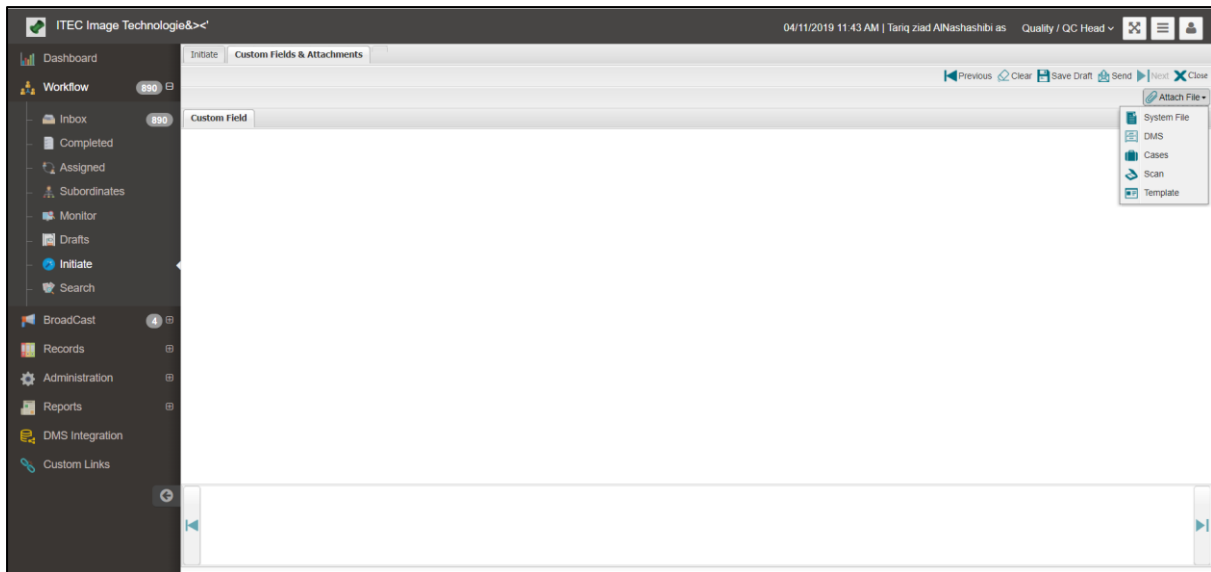 ITEC Image Technologie&><'
04/11/2019 11:43 AM | Tariq ziad AlNashashibi as Quality / QC Head
Dashboard
Workflow 890
Inbox 890
Completed
Assigned
Subordinates
Monitor
Drafts
Initiate
Search
BroadCast 4
Records
Administration
Reports
DMS Integration
Custom Links
Initiate Custom Fields & Attachments
Previous Clear Save Draft Send Next Close
Attach File
Custom Field
System File
DMS
Cases
Scan
Template